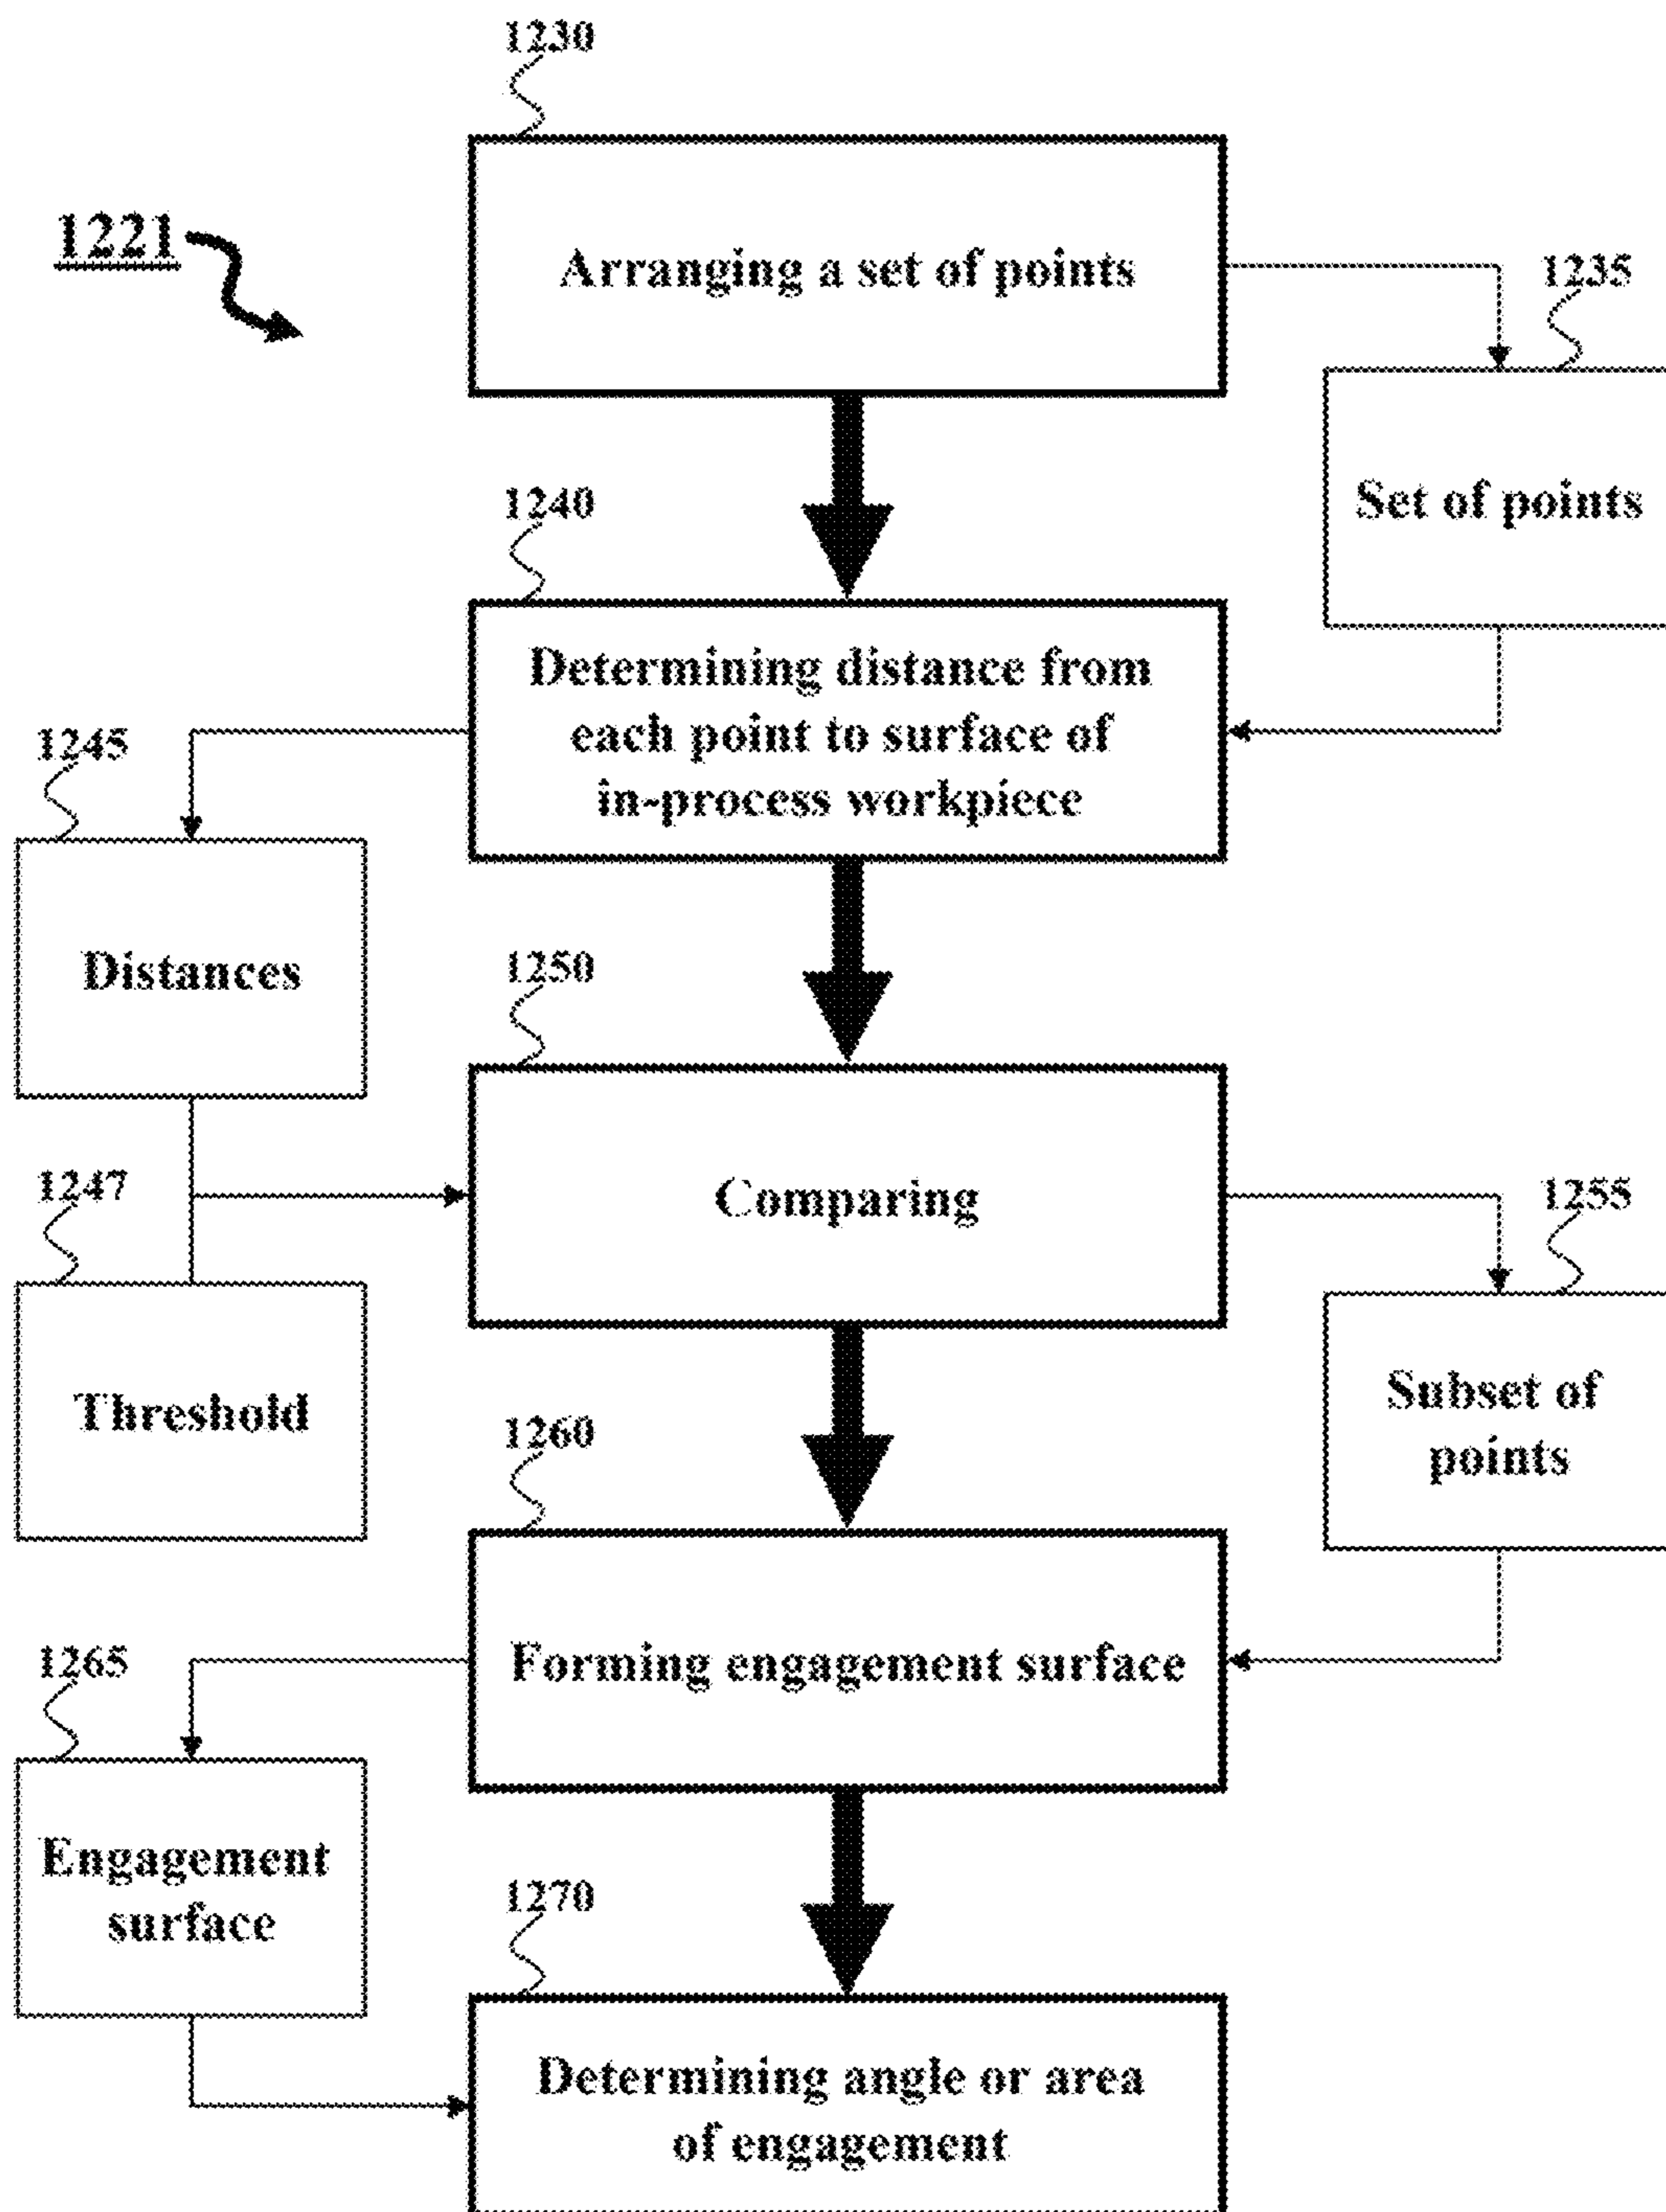 1230
1221
Arranging a set of points
1235
Set of points
1240
Determining distance from
each point to surface of
in-process workpiece
1245
Distances
1250
Comparing
1247
Threshold
1255
Subset of
points
1260
Forming engagement surface
1265
Engagement
surface
1270
Determining angle or area
of engagement